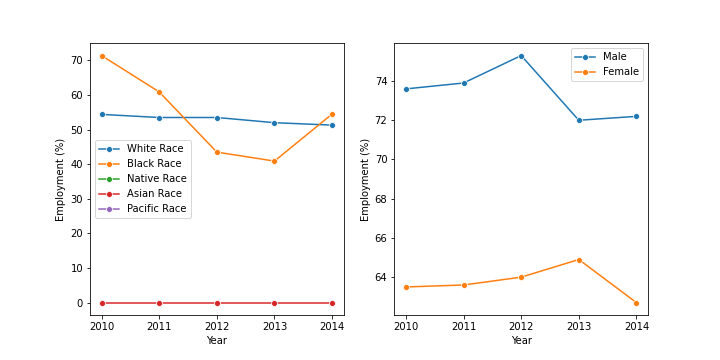 70
60
50
40
30
20
10
0
Employment (%)
White Race
Black Race
Native Race
Asian Race
Pacific Race
2010 2011 2012 2013 2014
Year
74
72
70
68
66
64
Employment (%)
Male
Female
2010 2011 2012 2013 2014
Year